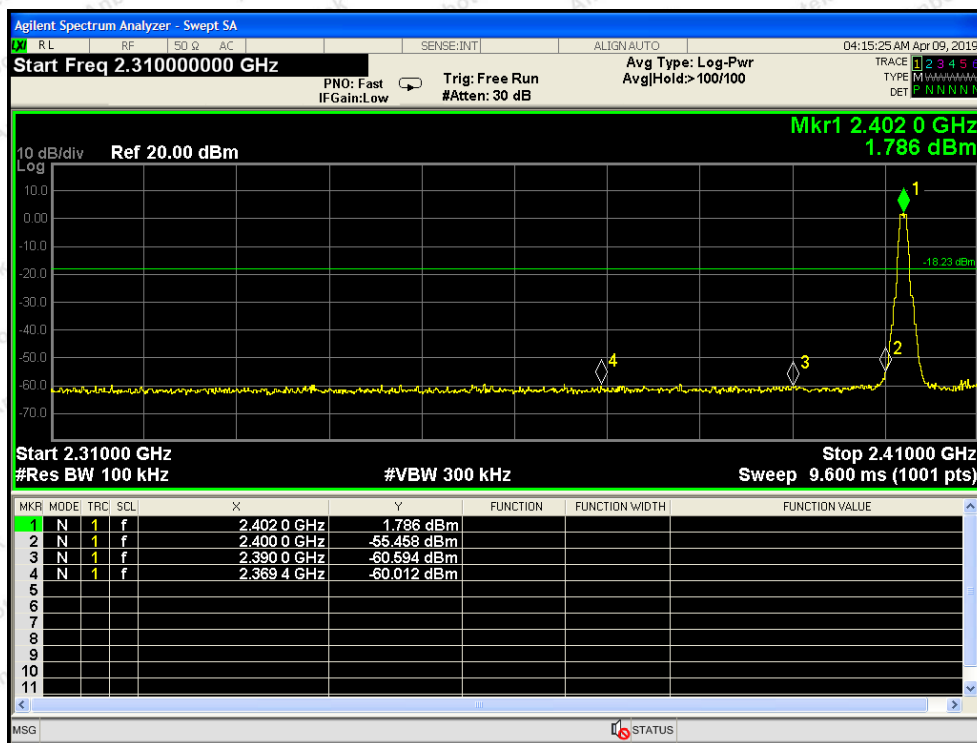 Agilent Spectrum Analyzer - Swept SA
LXI RL RF 50 Ω AC SENSE:INT ALIGNAUTO 04:15:25 AM Apr 09, 2019
Start Freq 2.310000000 GHz
PNO: Fast
IFGain:Low
Trig: Free Run
#Atten: 30 dB
Avg Type: Log-Pwr
Avg|Hold:>100/100
TRACE 1 2 3 4 5 6
TYPE M
DET P N N N N N
Mkr1 2.402 0 GHz
1.786 dBm
10 dB/div Ref 20.00 dBm
Log
10.0
0.00
-10.0
-20.0
-30.0
-40.0
-50.0
-60.0
-70.0
1
-18.23 dBm
2
3
4
Start 2.31000 GHz Stop 2.41000 GHz
#Res BW 100 kHz #VBW 300 kHz Sweep 9.600 ms (1001 pts)
MKR MODE TRC SCL X Y FUNCTION FUNCTION WIDTH FUNCTION VALUE
1 N 1 f 2.402 0 GHz 1.786 dBm
2 N 1 f 2.400 0 GHz -55.458 dBm
3 N 1 f 2.390 0 GHz -60.594 dBm
4 N 1 f 2.369 4 GHz -60.012 dBm
5
6
7
8
9
10
11
MSG STATUS